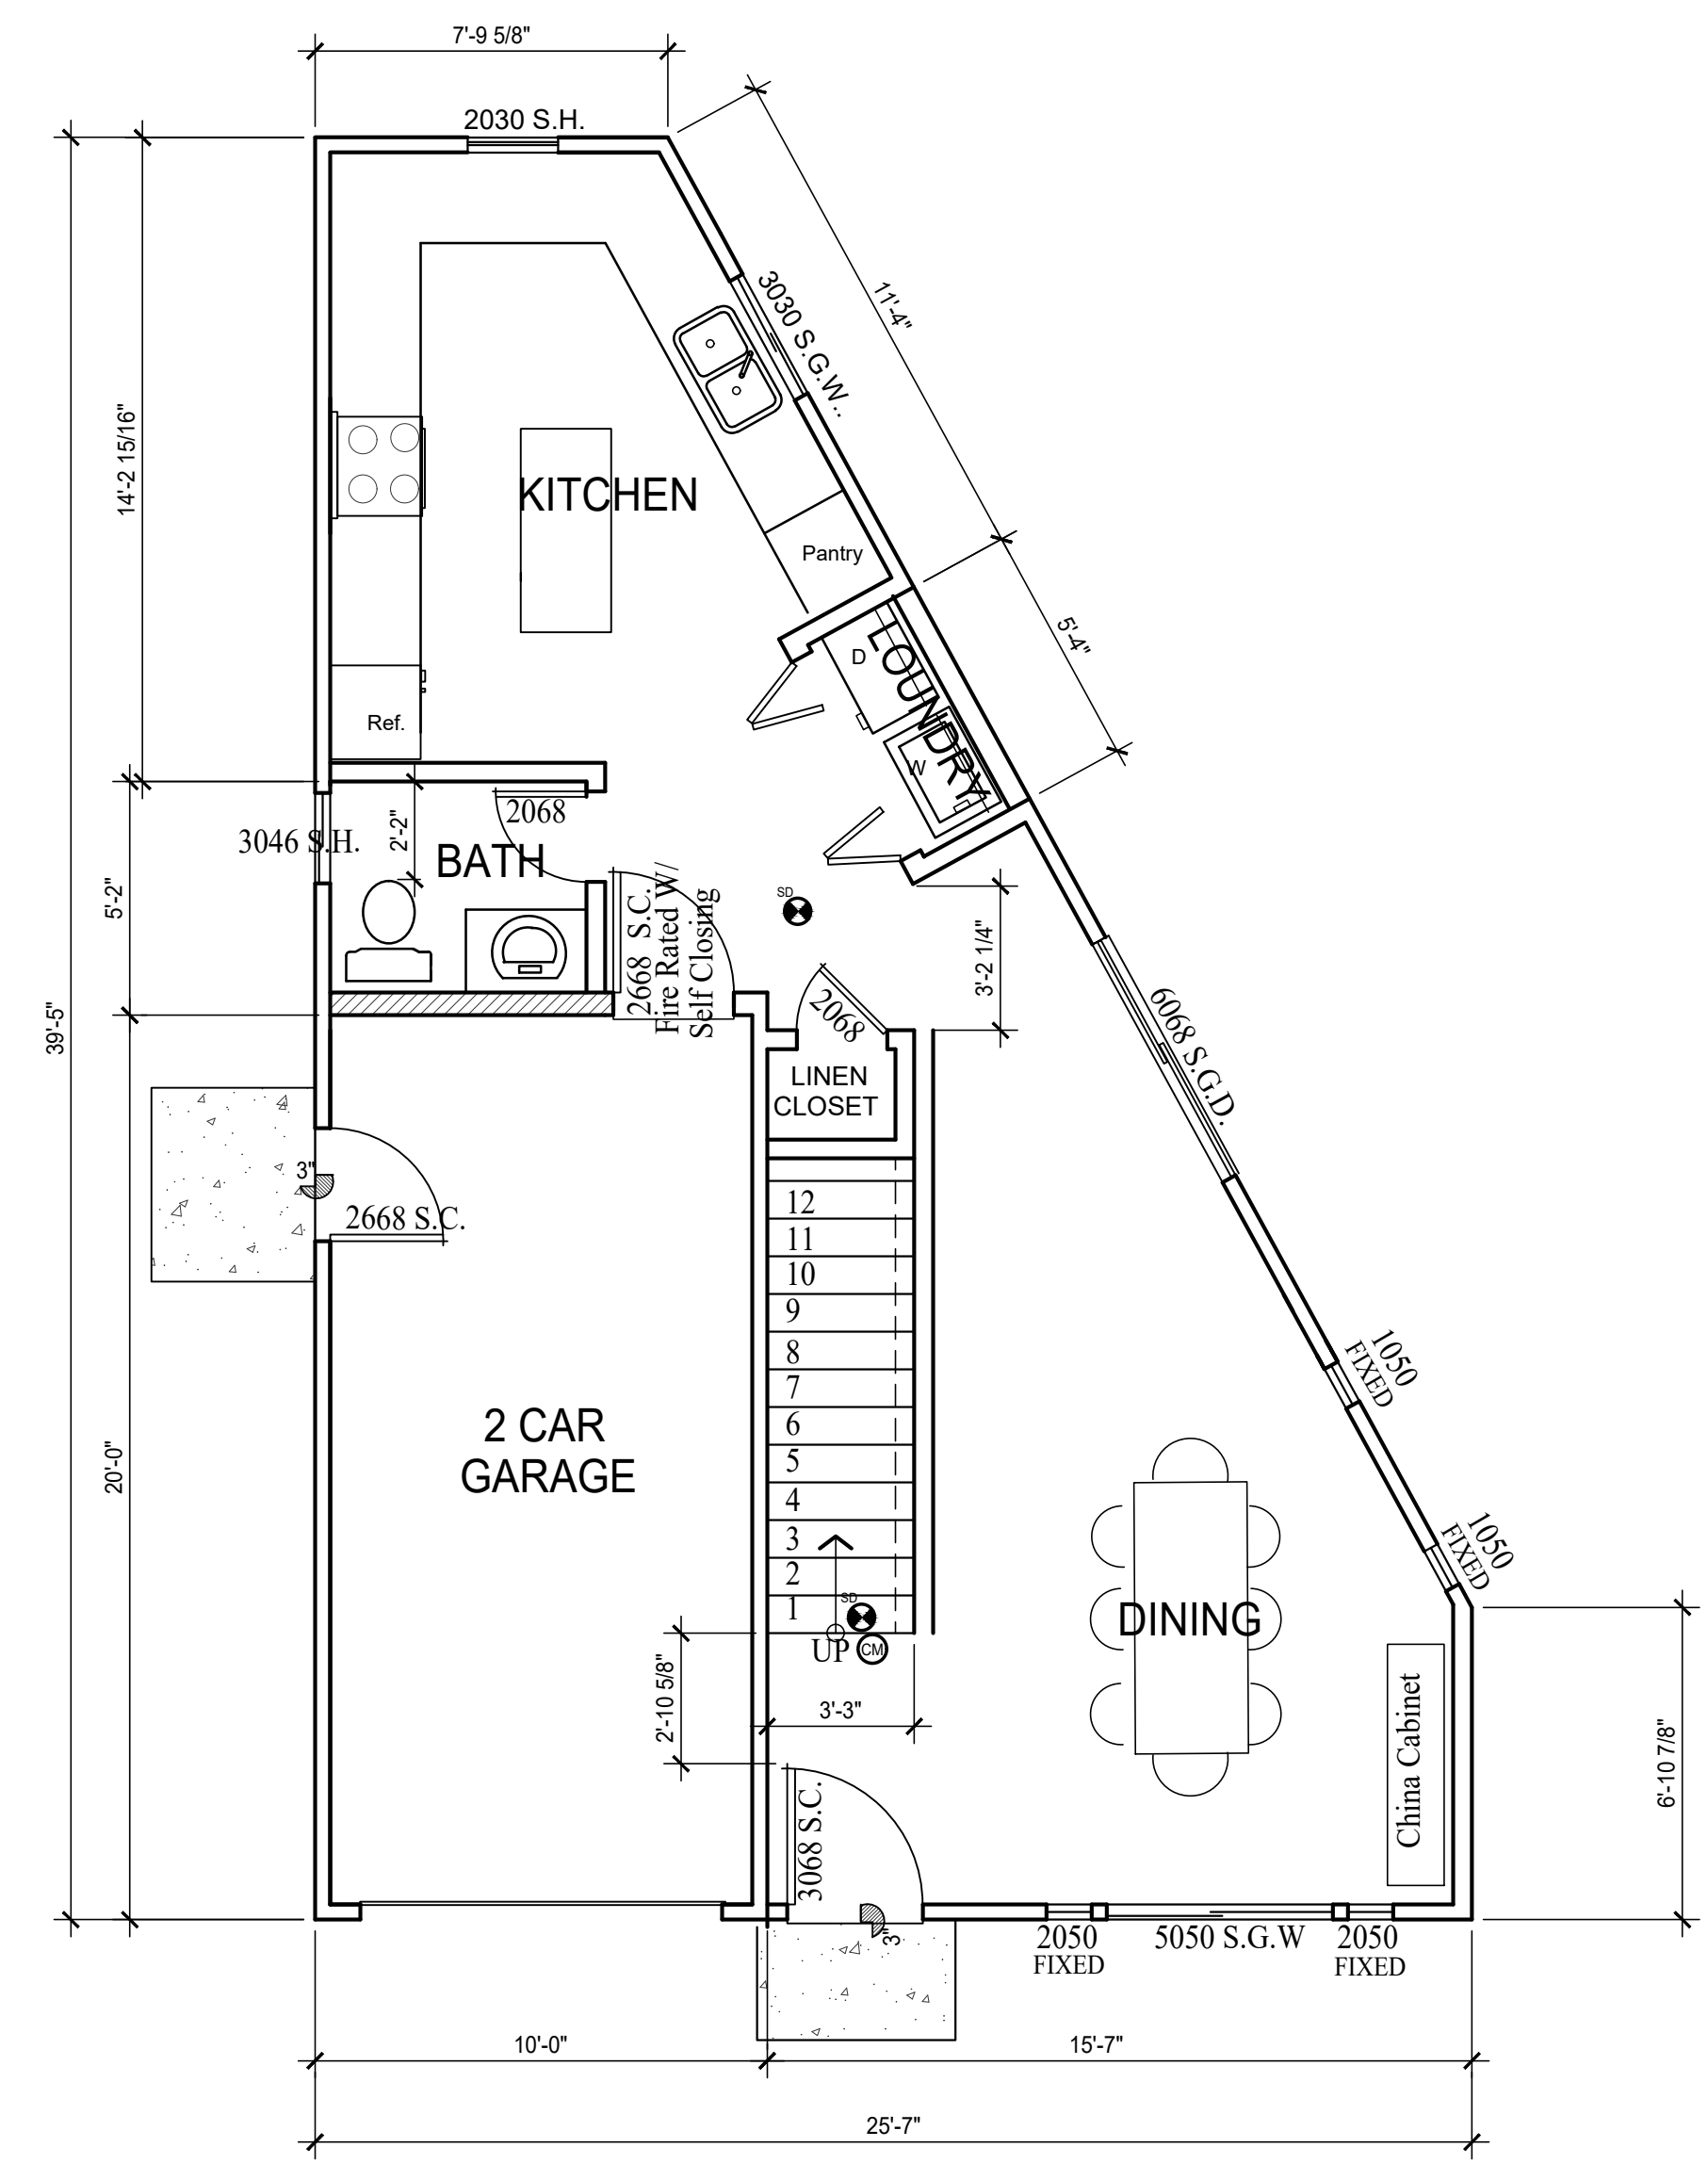 7'-9 5/8"
2030 S.H.
3030 S.G.W..
11'-4"
14'-2 15/16"
KITCHEN
Pantry
5'-4"
LOUNDRY
D
W
Ref.
2068
3046 S.H.
2'-2"
BATH
5'-2"
2668 S.C.
Fire Rated W/
Self Closing
SD
3'-2 1/4"
2068
6068 S.G.D.
39'-5"
LINEN
CLOSET
3"
2668 S.C.
12
11
10
9
8
7
6
5
4
3
2
1
2 CAR
GARAGE
20'-0"
1050
FIXED
1050
FIXED
SD
UP
CM
DINING
2'-10 5/8"
3'-3"
China Cabinet
6'-10 7/8"
3068 S.C.
3"
2050
FIXED
5050 S.G.W
2050
FIXED
10'-0"
15'-7"
25'-7"